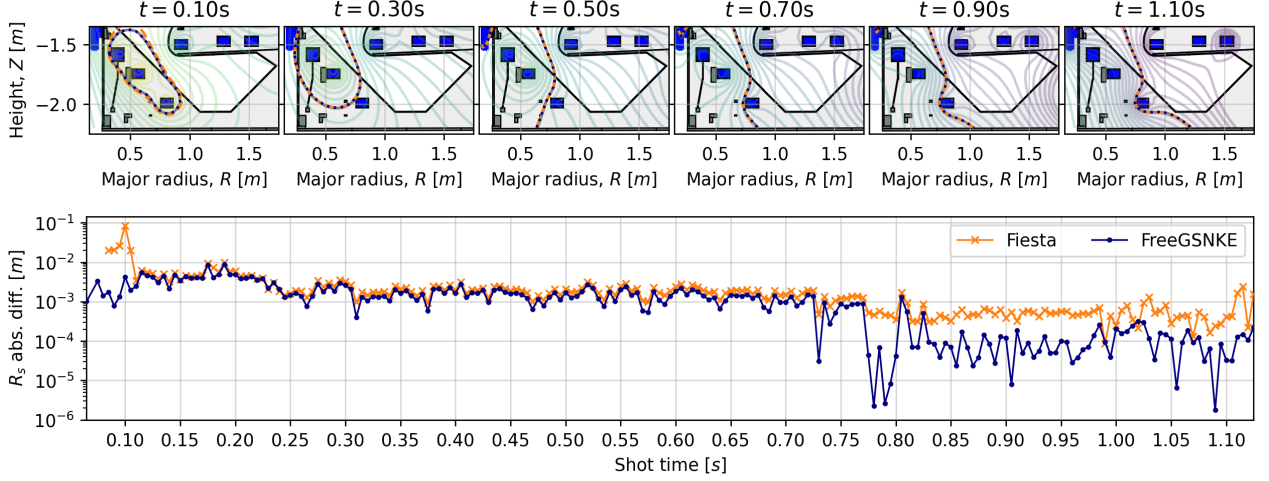 t = 0.10s t = 0.30s t = 0.50s t = 0.70s t = 0.90s t = 1.10s
Height, Z [m]
−1.5
−2.0
0.5 1.0 1.5 0.5 1.0 1.5 0.5 1.0 1.5 0.5 1.0 1.5 0.5 1.0 1.5 0.5 1.0 1.5
Major radius, R [m] Major radius, R [m] Major radius, R [m] Major radius, R [m] Major radius, R [m] Major radius, R [m]
R_s abs. diff. [m]
10⁻¹
10⁻²
10⁻³
10⁻⁴
10⁻⁵
10⁻⁶
Fiesta FreeGSNKE
0.10 0.15 0.20 0.25 0.30 0.35 0.40 0.45 0.50 0.55 0.60 0.65 0.70 0.75 0.80 0.85 0.90 0.95 1.00 1.05 1.10
Shot time [s]